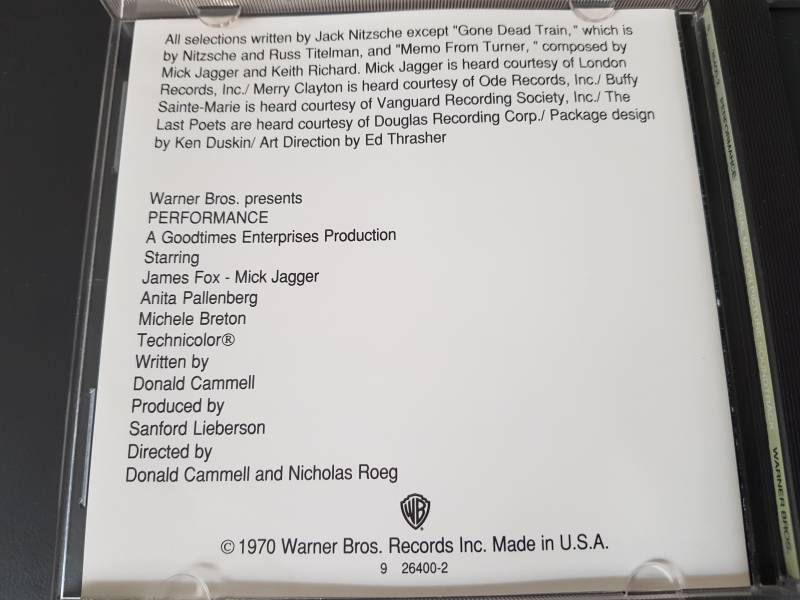 All selections written by Jack Nitzsche except "Gone Dead Train," which is
by Nitzsche and Russ Titelman, and "Memo From Turner, " composed by
Mick Jagger and Keith Richard. Mick Jagger is heard courtesy of London
Records, Inc./ Merry Clayton is heard courtesy of Ode Records, Inc./ Buffy
Sainte-Marie is heard courtesy of Vanguard Recording Society, Inc./ The
Last Poets are heard courtesy of Douglas Recording Corp./ Package design
by Ken Duskin/ Art Direction by Ed Thrasher
Warner Bros. presents
PERFORMANCE
A Goodtimes Enterprises Production
Starring
James Fox - Mick Jagger
Anita Pallenberg
Michele Breton
Technicolor®
Written by
Donald Cammell
Produced by
Sanford Lieberson
Directed by
Donald Cammell and Nicholas Roeg
WB
© 1970 Warner Bros. Records Inc. Made in U.S.A.
9 26400-2
PERFORMANCE
WARNER BROS.